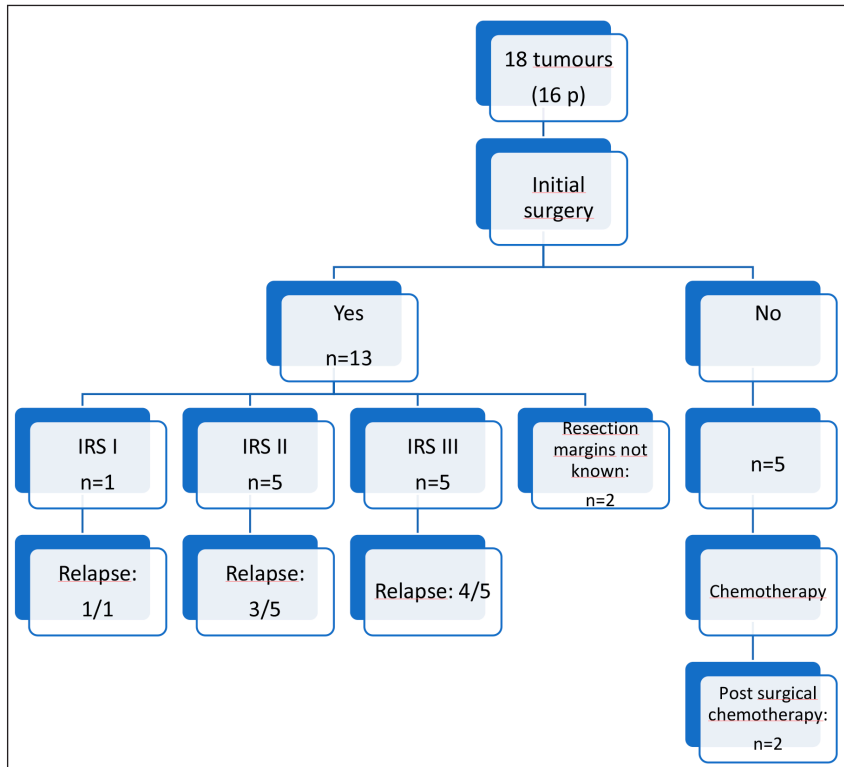 18 tumours
(16 p)
Initial
surgery
Yes
n=13
No
IRS I
n=1
IRS II
n=5
IRS III
n=5
Resection
margins not
known:
n=2
n=5
Relapse:
1/1
Relapse:
3/5
Relapse: 4/5
Chemotherapy
Post surgical
chemotherapy:
n=2